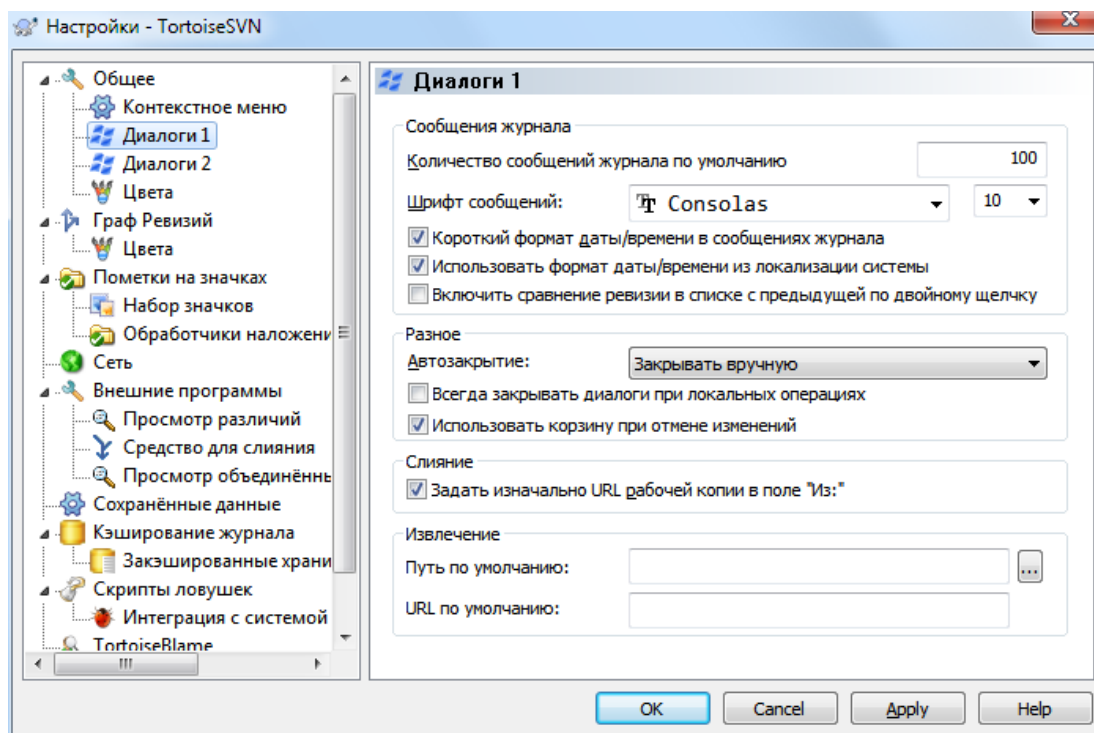 Настройки - TortoiseSVN
Общее
Контекстное меню
Диалоги 1
Диалоги 2
Цвета
Граф Ревизий
Цвета
Пометки на значках
Набор значков
Обработчики наложени
Сеть
Внешние программы
Просмотр различий
Средство для слияния
Просмотр объединённь
Сохранённые данные
Кэширование журнала
Закэшированные храни
Скрипты ловушек
Интеграция с системой
TortoiseBlame
Диалоги 1
Сообщения журнала
Количество сообщений журнала по умолчанию 100
Шрифт сообщений: Consolas 10
Короткий формат даты/времени в сообщениях журнала
Использовать формат даты/времени из локализации системы
Включить сравнение ревизии в списке с предыдущей по двойному щелчку
Разное
Автозакрытие: Закрывать вручную
Всегда закрывать диалоги при локальных операциях
Использовать корзину при отмене изменений
Слияние
Задать изначально URL рабочей копии в поле "Из:"
Извлечение
Путь по умолчанию: ...
URL по умолчанию:
OK Cancel Apply Help